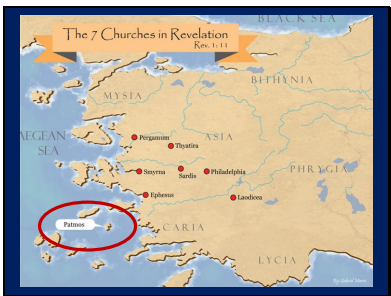 The 7 Churches in Revelation
Rev. 1:11
BLACK SEA
BITHYNIA
MYSIA
AEGEAN
SEA
Pergamum
ASIA
Thyatira
Smyrna
Sardis
Philadelphia
PHRYGIA
Ephesus
Laodicea
Patmos
CARIA
LYCIA